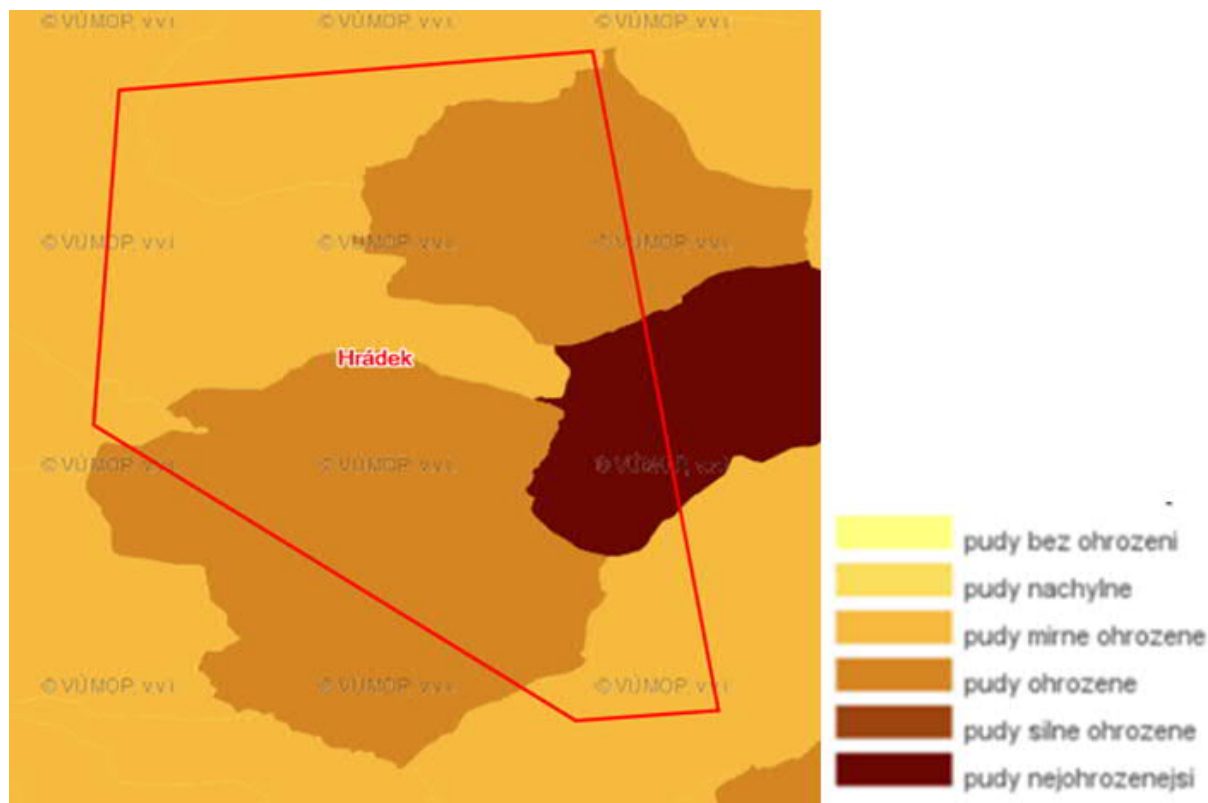 © VÚMOP, v.v.i. © VÚMOP, v.v.i. © VÚMOP, v.v.i.
© VÚMOP, v.v.i. © VÚMOP, v.v.i. © VÚMOP, v.v.i.
Hrádek
© VÚMOP, v.v.i. © VÚMOP, v.v.i. © VÚMOP, v.v.i.
© VÚMOP, v.v.i. © VÚMOP, v.v.i. © VÚMOP, v.v.i.
pudy bez ohrozeni
pudy nachylne
pudy mirne ohrozene
pudy ohrozene
pudy silne ohrozene
pudy nejohrozenejsi